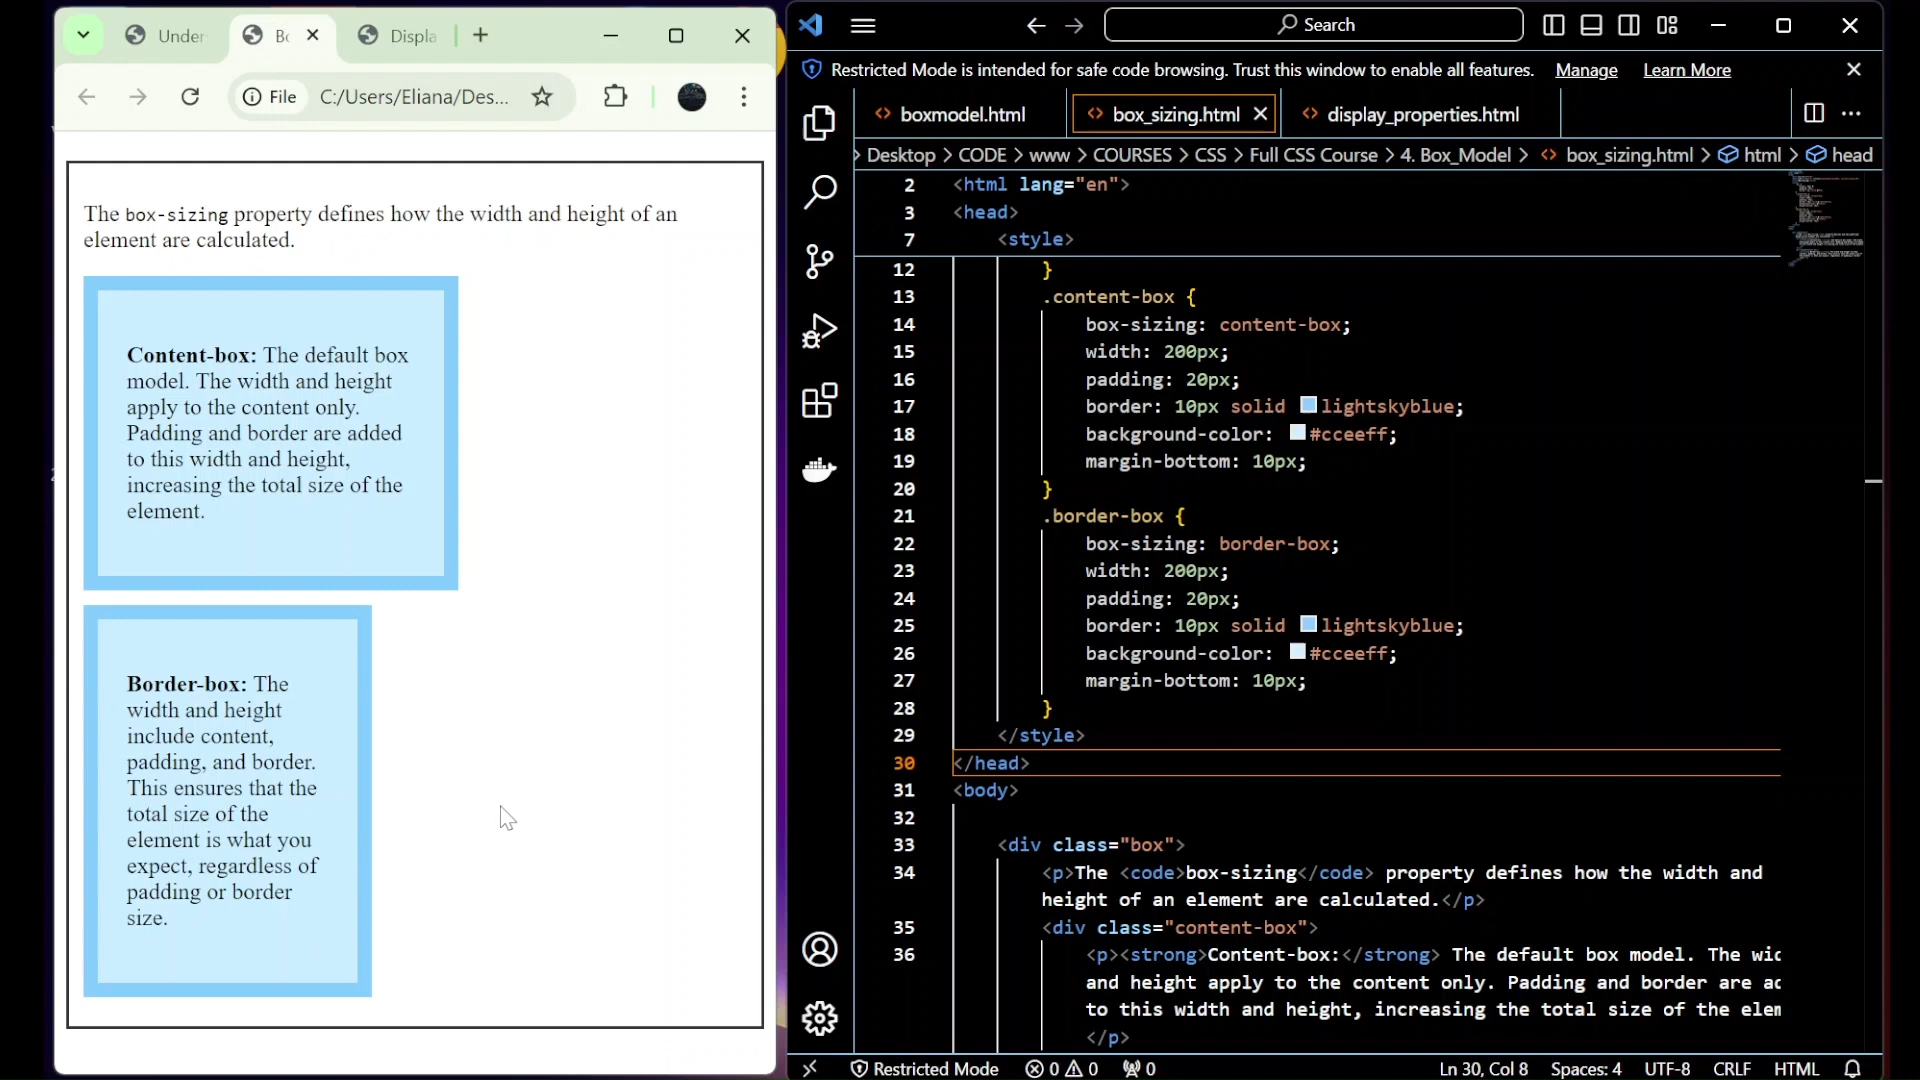 Under
Bo
Displa
File
C:/Users/Eliana/Des...
The box-sizing property defines how the width and height of an
element are calculated.
Content-box: The default box
model. The width and height
apply to the content only.
Padding and border are added
to this width and height,
increasing the total size of the
element.
Border-box: The
width and height
include content,
padding, and border.
This ensures that the
total size of the
element is what you
expect, regardless of
padding or border
size.
Search
Restricted Mode is intended for safe code browsing. Trust this window to enable all features. Manage Learn More
<> boxmodel.html
<> box_sizing.html
<> display_properties.html
> Desktop > CODE > www > COURSES > CSS > Full CSS Course > 4. Box_Model > <> box_sizing.html > html > head
2 <html lang="en">
3 <head>
7 <style>
12 }
13 .content-box {
14 box-sizing: content-box;
15 width: 200px;
16 padding: 20px;
17 border: 10px solid lightskyblue;
18 background-color: #cceeff;
19 margin-bottom: 10px;
20 }
21 .border-box {
22 box-sizing: border-box;
23 width: 200px;
24 padding: 20px;
25 border: 10px solid lightskyblue;
26 background-color: #cceeff;
27 margin-bottom: 10px;
28 }
29 </style>
30 </head>
31 <body>
32
33 <div class="box">
34 <p>The <code>box-sizing</code> property defines how the width and
height of an element are calculated.</p>
35 <div class="content-box">
36 <p><strong>Content-box:</strong> The default box model. The wid
and height apply to the content only. Padding and border are ad
to this width and height, increasing the total size of the elem
</p>
Restricted Mode 0 0 0 Ln 30, Col 8 Spaces: 4 UTF-8 CRLF HTML